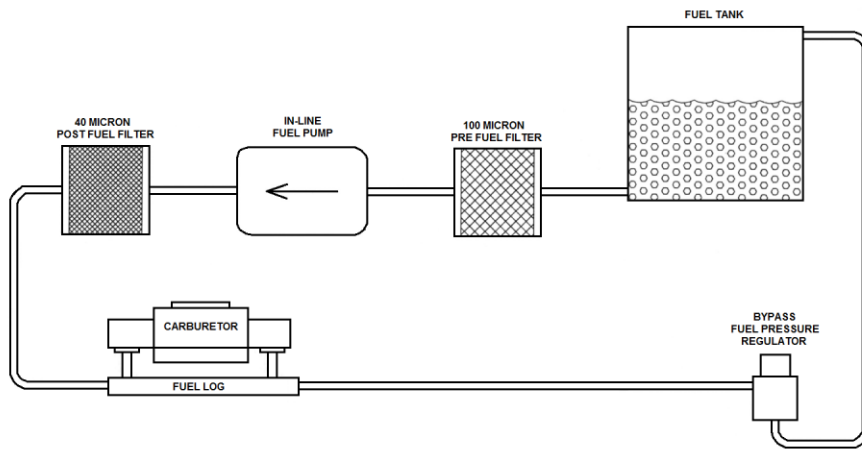 FUEL TANK
40 MICRON
POST FUEL FILTER
IN-LINE
FUEL PUMP
100 MICRON
PRE FUEL FILTER
CARBURETOR
FUEL LOG
BYPASS
FUEL PRESSURE
REGULATOR